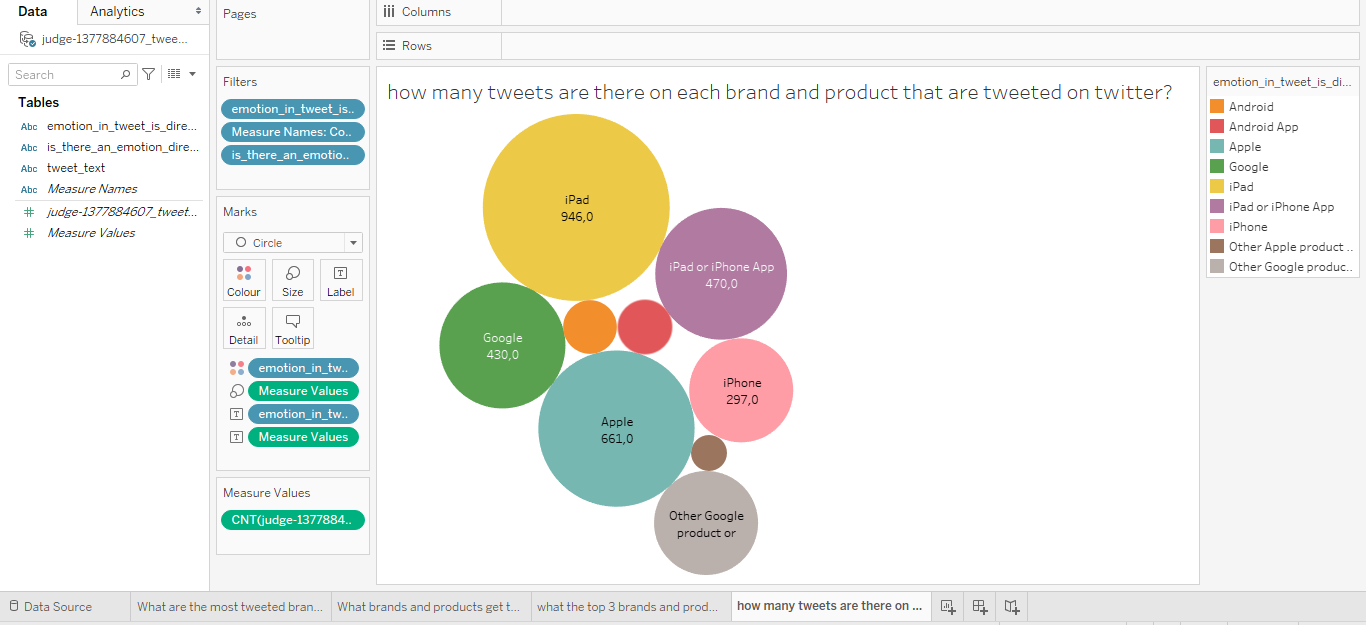 Data
Analytics
judge-1377884607_twee...
Search
Tables
Abc emotion_in_tweet_is_dire...
Abc is_there_an_emotion_dire...
Abc tweet_text
Abc Measure Names
judge-1377884607_tweet...
Measure Values
Pages
Filters
emotion_in_tweet_is..
Measure Names: Co..
is_there_an_emotio..
Marks
Circle
Colour Size Label
Detail Tooltip
emotion_in_tw..
Measure Values
emotion_in_tw..
Measure Values
Measure Values
CNT(judge-1377884..
Columns
Rows
how many tweets are there on each brand and product that are tweeted on twitter?
iPad
946,0
iPad or iPhone App
470,0
Google
430,0
iPhone
297,0
Apple
661,0
Other Google
product or
emotion_in_tweet_is_di...
Android
Android App
Apple
Google
iPad
iPad or iPhone App
iPhone
Other Apple product ..
Other Google produc..
Data Source
What are the most tweeted bran...
What brands and products get t...
what the top 3 brands and prod...
how many tweets are there on ...